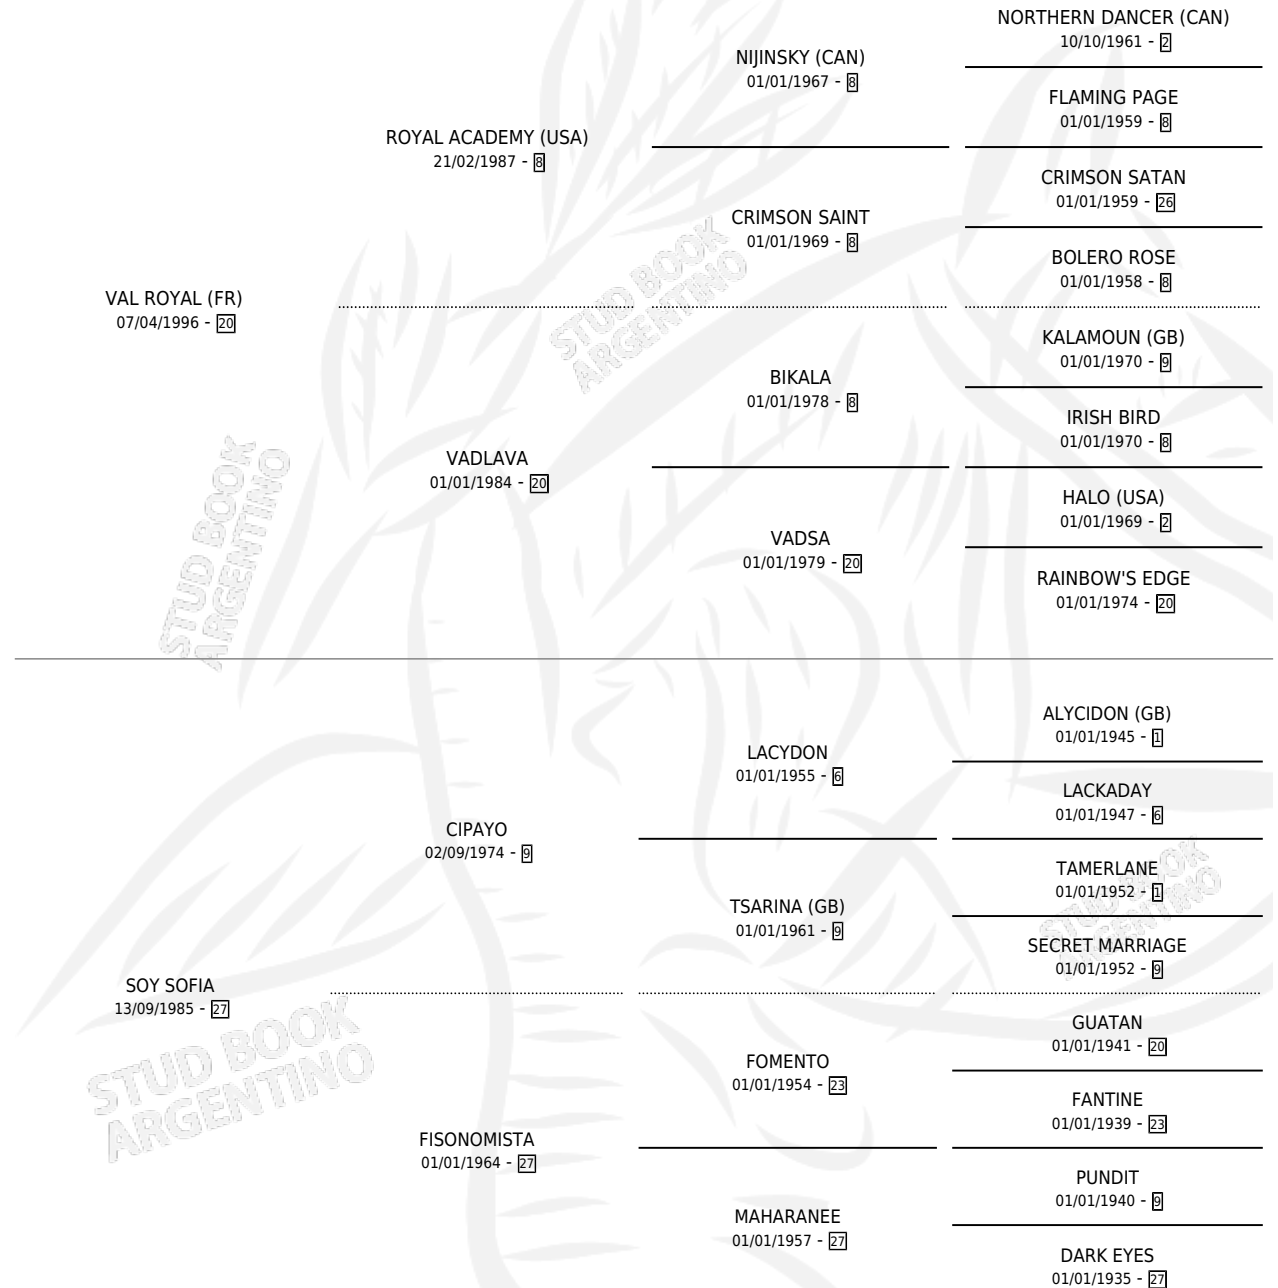 NORTHERN DANCER (CAN)
10/10/1961 - 2
NIJINSKY (CAN)
01/01/1967 - 8
FLAMING PAGE
01/01/1959 - 8
ROYAL ACADEMY (USA)
21/02/1987 - 8
CRIMSON SATAN
01/01/1959 - 26
CRIMSON SAINT
01/01/1969 - 8
BOLERO ROSE
01/01/1958 - 8
VAL ROYAL (FR)
07/04/1996 - 20
STUD BOOK
ARGENTINO
KALAMOUN (GB)
01/01/1970 - 9
BIKALA
01/01/1978 - 8
IRISH BIRD
01/01/1970 - 8
VADLAVA
01/01/1984 - 20
HALO (USA)
01/01/1969 - 2
VADSA
01/01/1979 - 20
RAINBOW'S EDGE
01/01/1974 - 20
STUD BOOK
ARGENTINO
ALYCIDON (GB)
01/01/1945 - 1
LACYDON
01/01/1955 - 6
LACKADAY
01/01/1947 - 6
CIPAYO
02/09/1974 - 9
TAMERLANE
01/01/1952 - 1
TSARINA (GB)
01/01/1961 - 9
SECRET MARRIAGE
01/01/1952 - 9
STUD BOOK
ARGENTINO
SOY SOFIA
13/09/1985 - 27
GUATAN
01/01/1941 - 20
FOMENTO
01/01/1954 - 23
FANTINE
01/01/1939 - 23
STUD BOOK
ARGENTINO
FISONOMISTA
01/01/1964 - 27
PUNDIT
01/01/1940 - 9
MAHARANEE
01/01/1957 - 27
DARK EYES
01/01/1935 - 27